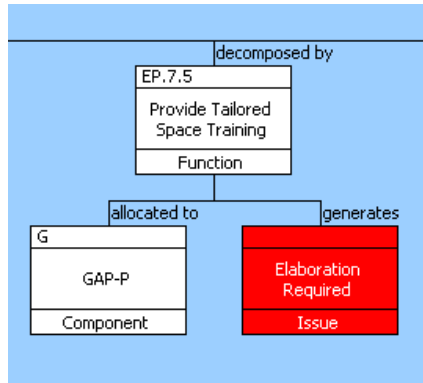 decomposed by
EP.7.5
Provide Tailored
Space Training
Function
allocated to
generates
G
GAP-P
Component
Elaboration
Required
Issue